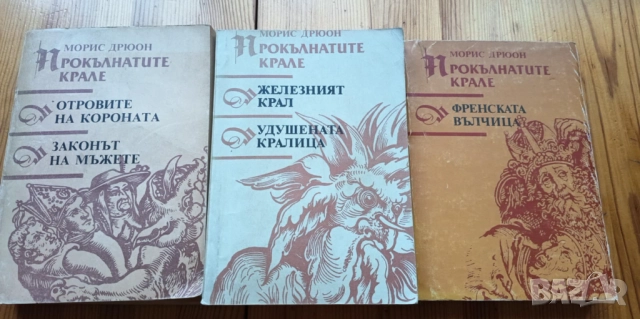 МОРИС ДРЮОН
ПРОКЪЛНАТИТЕ
КРАЛЕ
ОТРОВИТЕ
НА КОРОНАТА
ЗАКОНЪТ
НА МЪЖЕТЕ
МОРИС ДРЮОН
ПРОКЪЛНАТИТЕ
КРАЛЕ
ЖЕЛЕЗНИЯТ
КРАЛ
УДУШЕНАТА
КРАЛИЦА
МОРИС ДРЮОН
ПРОКЪЛНАТИТЕ
КРАЛЕ
ФРЕНСКАТА
ВЪЛЧИЦА
BAZAR